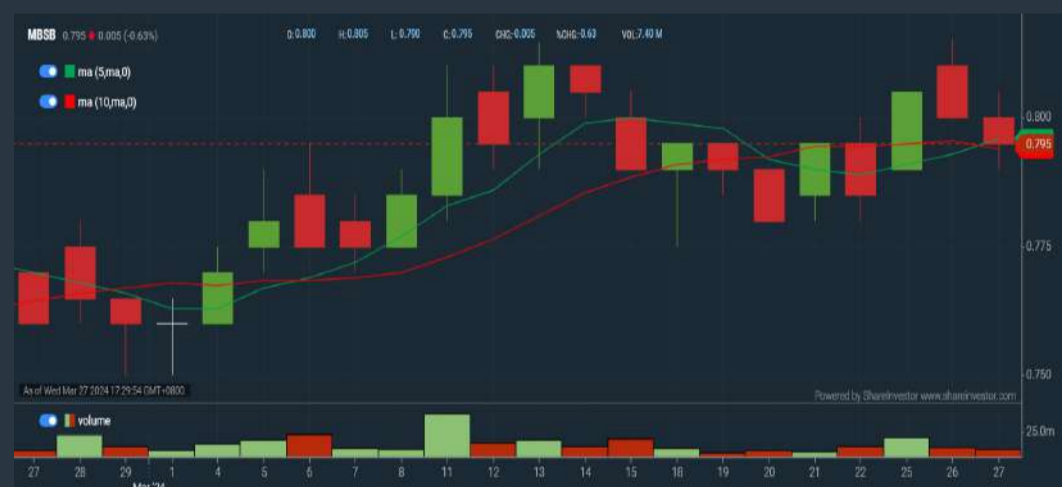 MBSB 0.795 0.005 (-0.63%) O:0.800 H:0.805 L:0.790 C:0.795 CHG:-0.005 %CHG:-0.63 VOL:7.40 M
ma (5,ma,0)
ma (10,ma,0)
0.800
0.795
0.775
0.750
As of Wed Mar 27 2024 17:29:54 GMT+0800
Powered by ShareInvestor www.shareinvestor.com
volume
25.0m
27 28 29 1 4 5 6 7 8 11 12 13 14 15 18 19 20 21 22 25 26 27
Mar '24